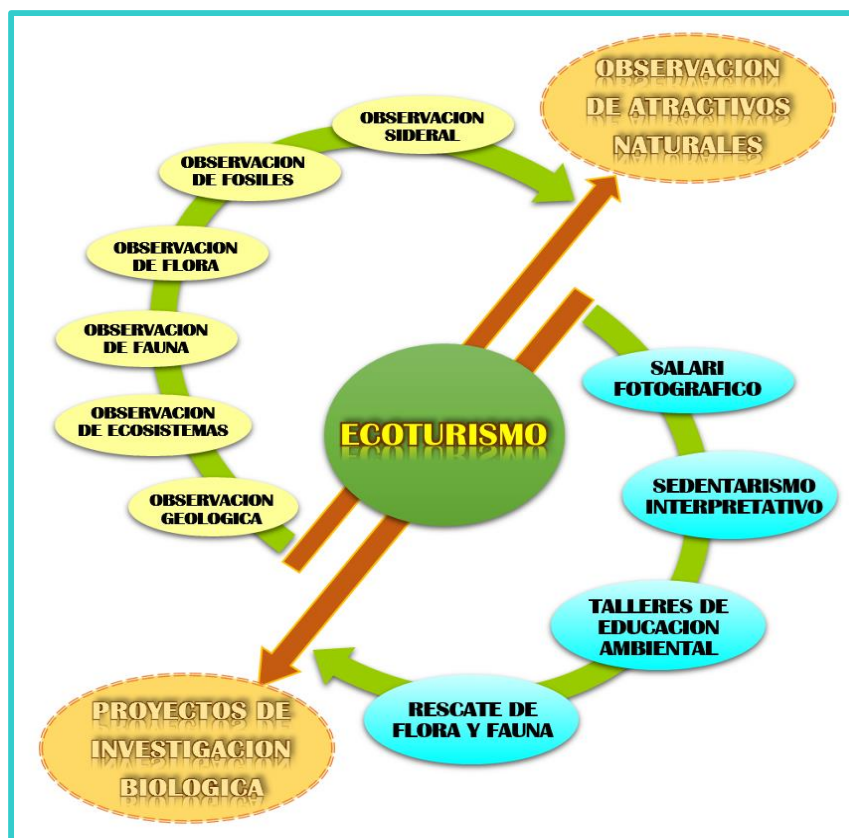 OBSERVACION
DE ATRACTIVOS
NATURALES
OBSERVACION
SIDERAL
OBSERVACION
DE FOSILES
OBSERVACION
DE FLORA
OBSERVACION
DE FAUNA
OBSERVACION
DE ECOSISTEMAS
OBSERVACION
GEOLOGICA
ECOTURISMO
SALARI
FOTOGRAFICO
SEDENTARISMO
INTERPRETATIVO
TALLERES DE
EDUCACION
AMBIENTAL
RESCATE DE
FLORA Y FAUNA
PROYECTOS DE
INVESTIGACION
BIOLOGICA